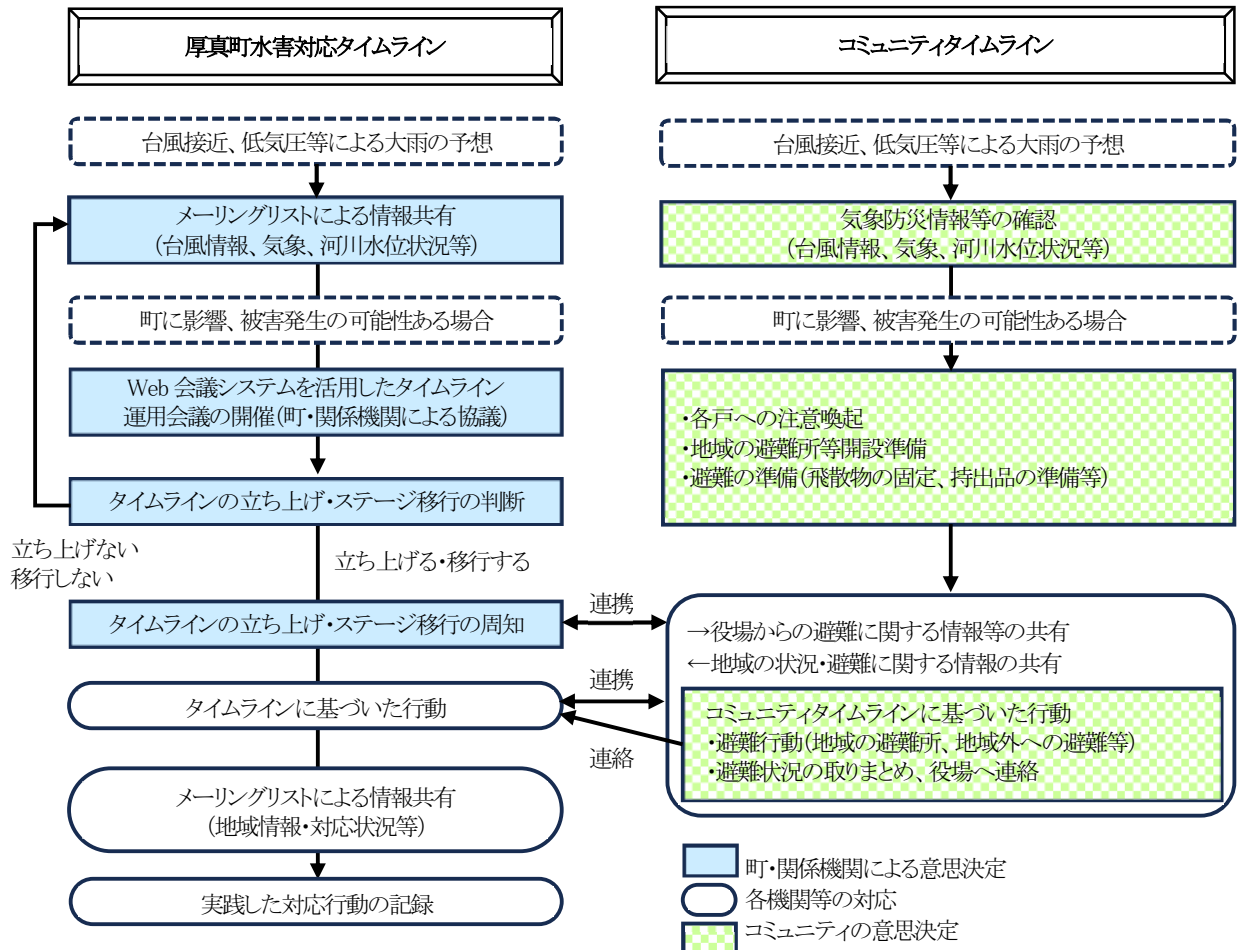 厚真町水害対応タイムライン
台風接近、低気圧等による大雨の予想
メーリングリストによる情報共有
(台風情報、気象、河川水位状況等)
町に影響、被害発生の可能性ある場合
Web 会議システムを活用したタイムライン
運用会議の開催(町・関係機関による協議)
タイムラインの立ち上げ・ステージ移行の判断
立ち上げない
移行しない
立ち上げる・移行する
タイムラインの立ち上げ・ステージ移行の周知
タイムラインに基づいた行動
メーリングリストによる情報共有
(地域情報・対応状況等)
実践した対応行動の記録
連携
連携
連絡
コミュニティタイムライン
台風接近、低気圧等による大雨の予想
気象防災情報等の確認
(台風情報、気象、河川水位状況等)
町に影響、被害発生の可能性ある場合
・各戸への注意喚起
・地域の避難所等開設準備
・避難の準備(飛散物の固定、持出品の準備等)
→役場からの避難に関する情報等の共有
←地域の状況・避難に関する情報の共有
コミュニティタイムラインに基づいた行動
・避難行動(地域の避難所、地域外への避難等)
・避難状況の取りまとめ、役場へ連絡
町・関係機関による意思決定
各機関等の対応
コミュニティの意思決定